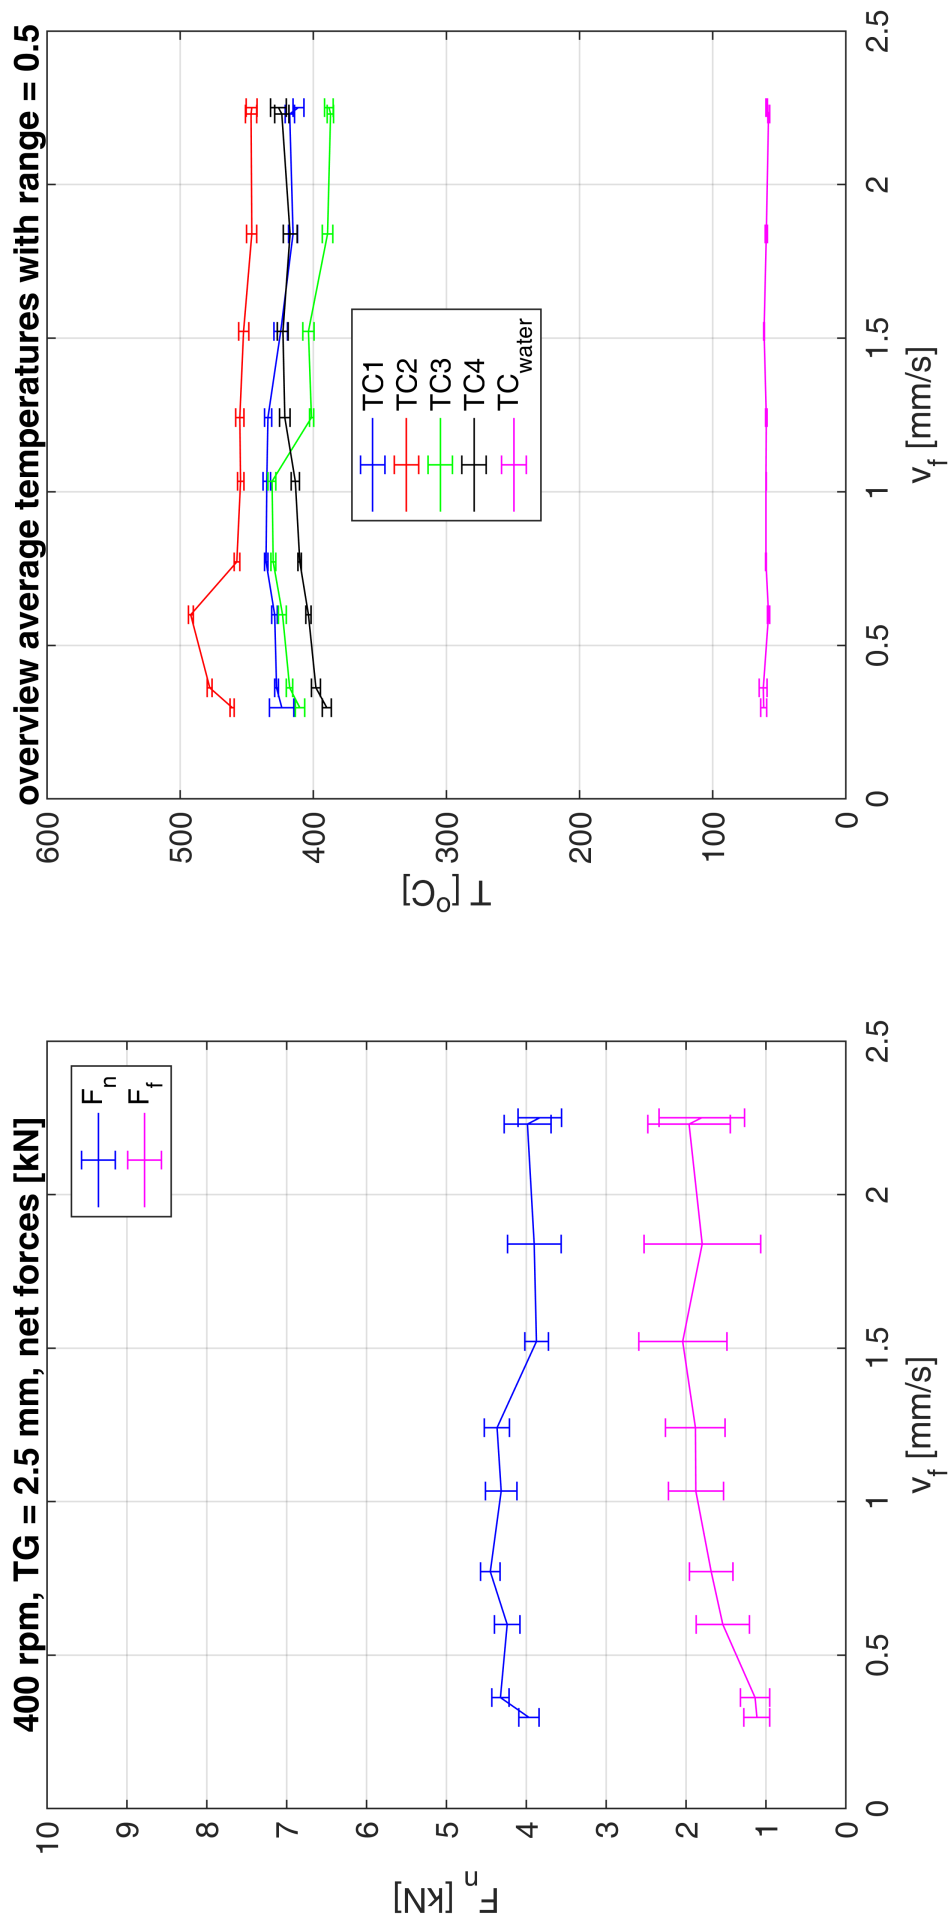 400 rpm, TG = 2.5 mm, net forces [kN]
10
9
8
7
6
5
4
3
2
1
0
F_n [kN]
0
0.5
1
1.5
2
2.5
v_f [mm/s]
F_n
F_f
overview average temperatures with range = 0.5
600
500
400
300
200
100
0
T [°C]
0
0.5
1
1.5
2
2.5
v_f [mm/s]
TC1
TC2
TC3
TC4
TC_water